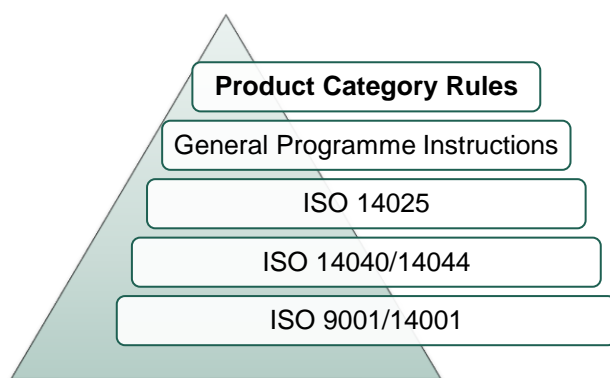 Product Category Rules
General Programme Instructions
ISO 14025
ISO 14040/14044
ISO 9001/14001